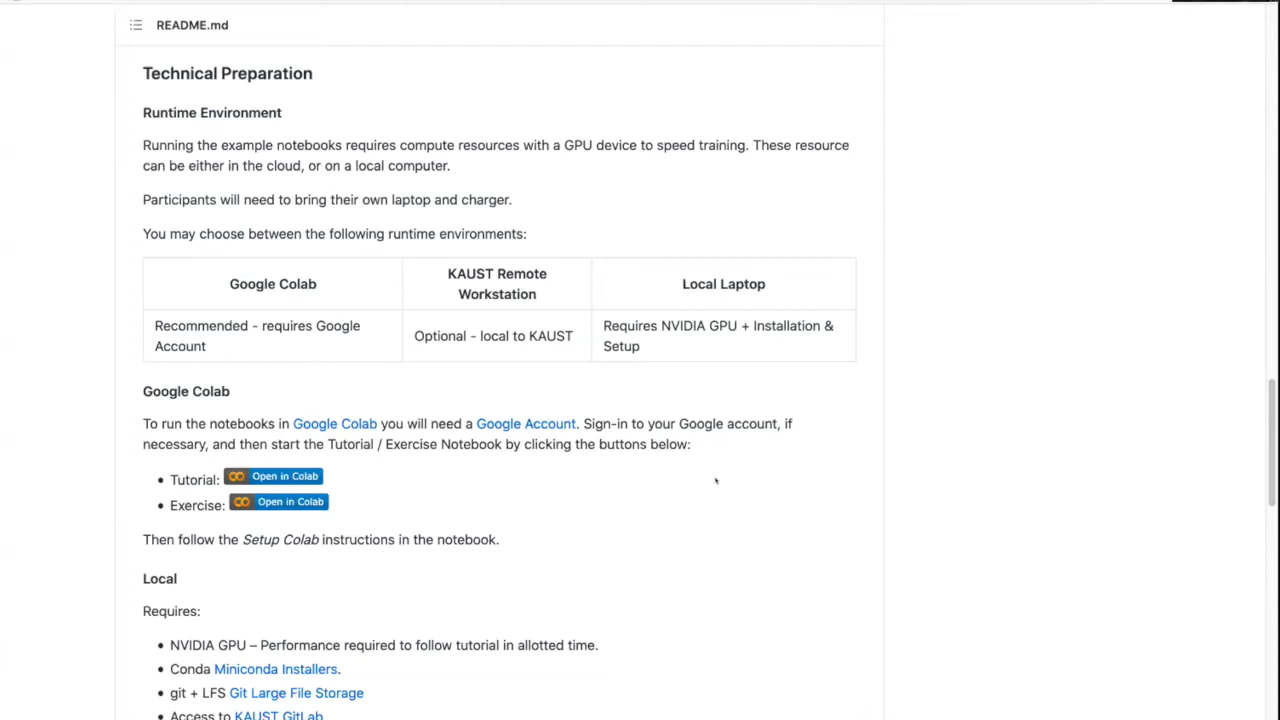 README.md
Technical Preparation
Runtime Environment
Running the example notebooks requires compute resources with a GPU device to speed training. These resource
can be either in the cloud, or on a local computer.
Participants will need to bring their own laptop and charger.
You may choose between the following runtime environments:
Google Colab
KAUST Remote
Workstation
Local Laptop
Recommended - requires Google
Account
Optional - local to KAUST
Requires NVIDIA GPU + Installation &
Setup
Google Colab
To run the notebooks in Google Colab you will need a Google Account. Sign-in to your Google account, if
necessary, and then start the Tutorial / Exercise Notebook by clicking the buttons below:
• Tutorial: Open in Colab
• Exercise: Open in Colab
Then follow the Setup Colab instructions in the notebook.
Local
Requires:
• NVIDIA GPU – Performance required to follow tutorial in allotted time.
• Conda Miniconda Installers.
• git + LFS Git Large File Storage
• Access to KAUST GitLab